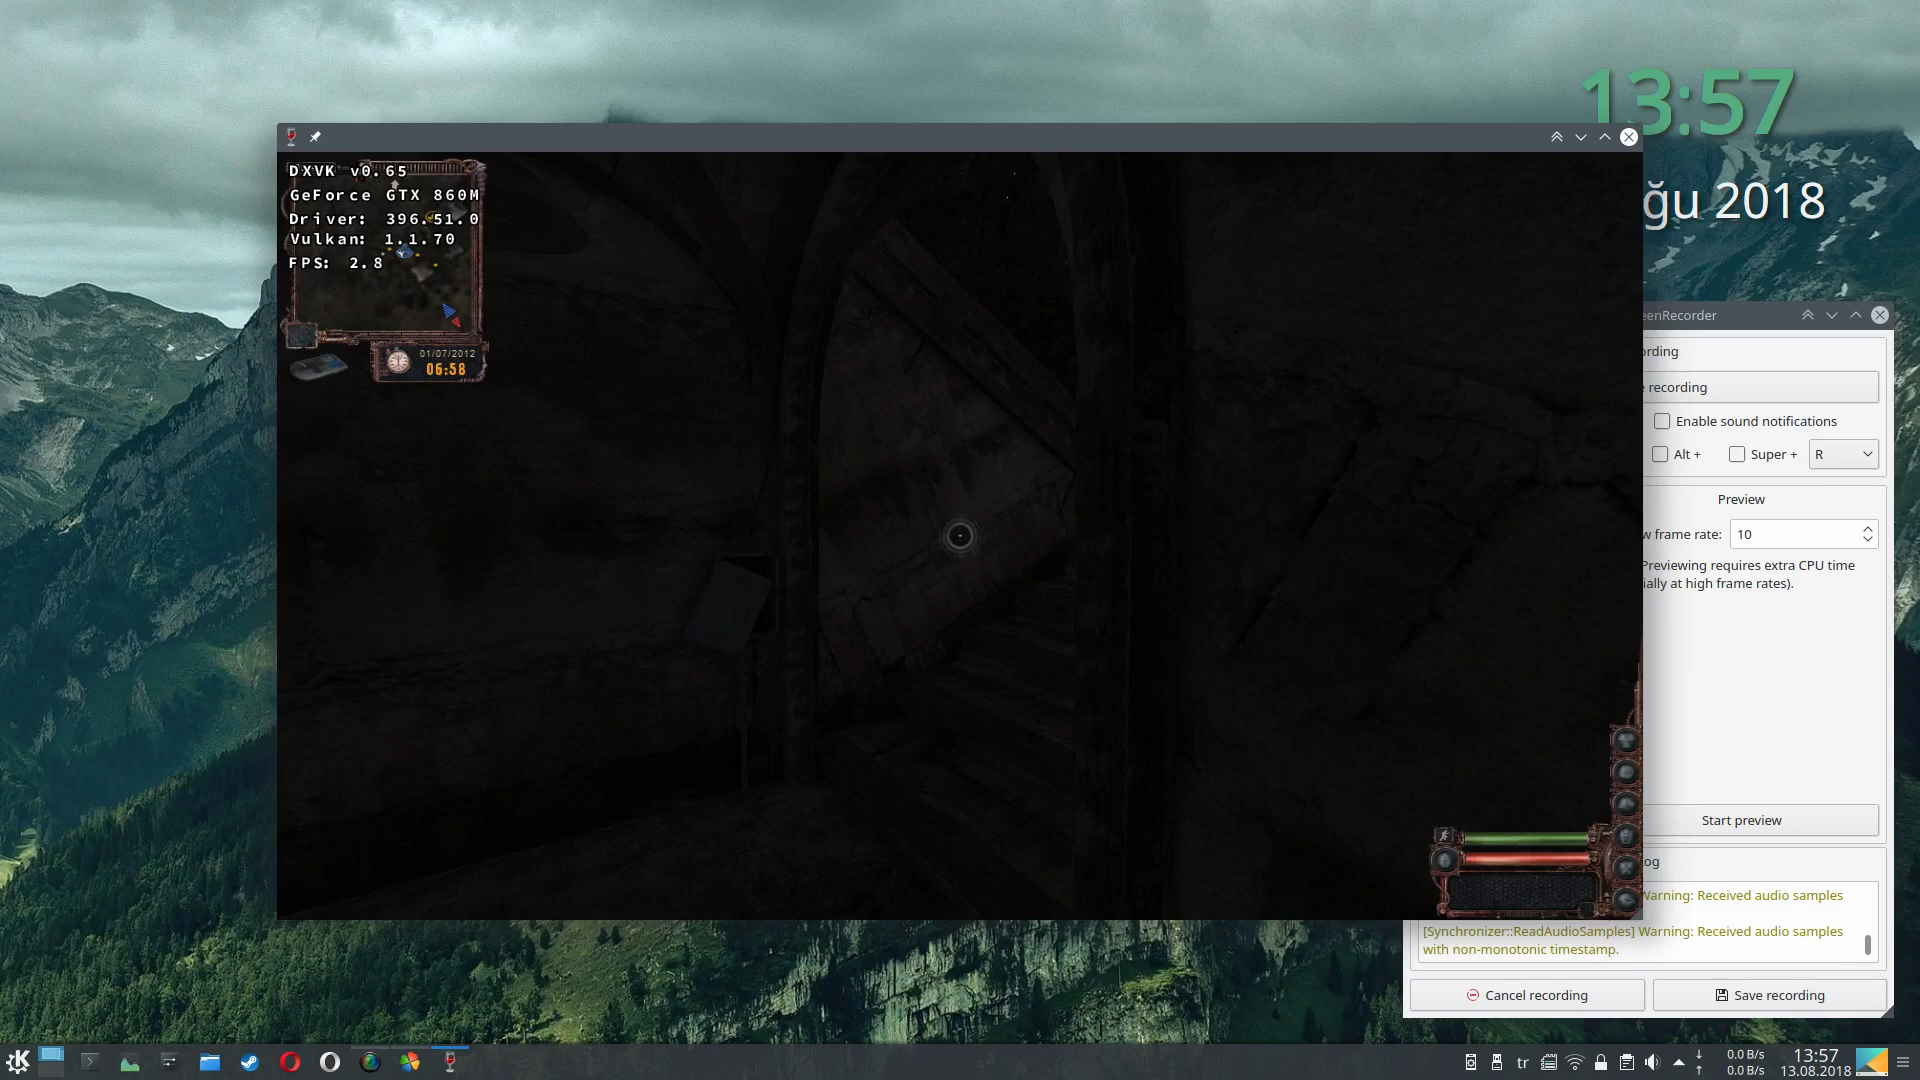 13:57
ğu 2018
DXVK v0.65
GeForce GTX 860M
Driver: 396.51.0
Vulkan: 1.1.70
FPS: 2.8
01/07/2012
06:58
eenRecorder
ording
recording
Enable sound notifications
Alt +
Super +
R
Preview
w frame rate:
10
Previewing requires extra CPU time
ially at high frame rates).
Start preview
og
Warning: Received audio samples
[Synchronizer::ReadAudioSamples] Warning: Received audio samples
with non-monotonic timestamp.
Cancel recording
Save recording
tr
0.0 B/s
0.0 B/s
13:57
13.08.2018